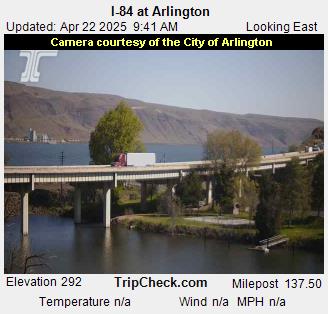 I-84 at Arlington
Updated: Apr 22 2025 9:41 AM Looking East
Camera courtesy of the City of Arlington
Elevation 292 TripCheck.com Milepost 137.50
Temperature n/a Wind n/a MPH n/a